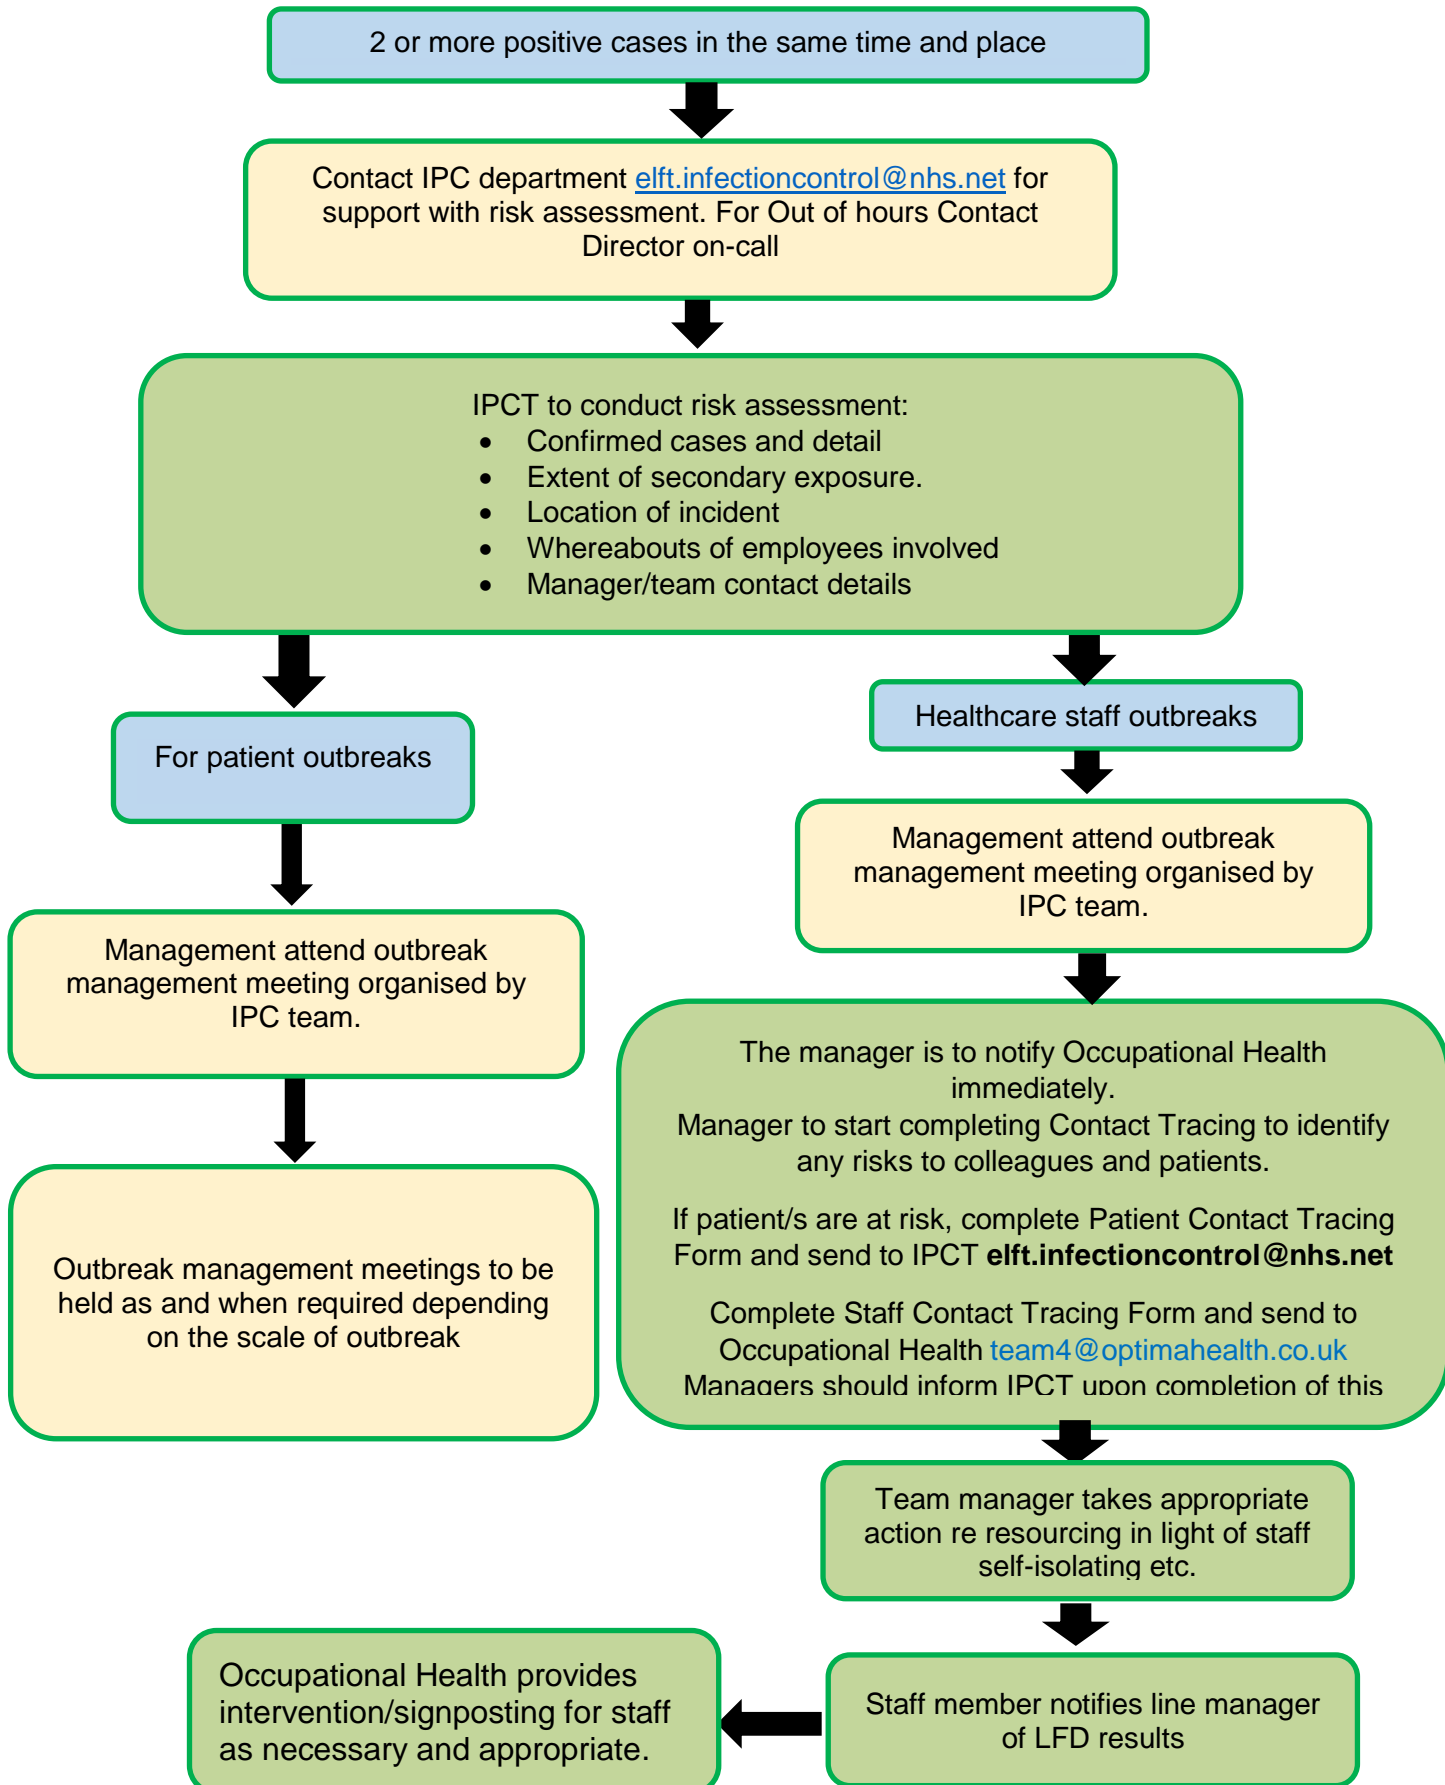 2 or more positive cases in the same time and place
Contact IPC department elft.infectioncontrol@nhs.net for
support with risk assessment. For Out of hours Contact
Director on-call
IPCT to conduct risk assessment:
• Confirmed cases and detail
• Extent of secondary exposure.
• Location of incident
• Whereabouts of employees involved
• Manager/team contact details
For patient outbreaks
Management attend outbreak
management meeting organised by
IPC team.
Outbreak management meetings to be
held as and when required depending
on the scale of outbreak
Healthcare staff outbreaks
Management attend outbreak
management meeting organised by
IPC team.
The manager is to notify Occupational Health
immediately.
Manager to start completing Contact Tracing to identify
any risks to colleagues and patients.
If patient/s are at risk, complete Patient Contact Tracing
Form and send to IPCT elft.infectioncontrol@nhs.net
Complete Staff Contact Tracing Form and send to
Occupational Health team4@optimahealth.co.uk
Managers should inform IPCT upon completion of this
Team manager takes appropriate
action re resourcing in light of staff
self-isolating etc.
Staff member notifies line manager
of LFD results
Occupational Health provides
intervention/signposting for staff
as necessary and appropriate.